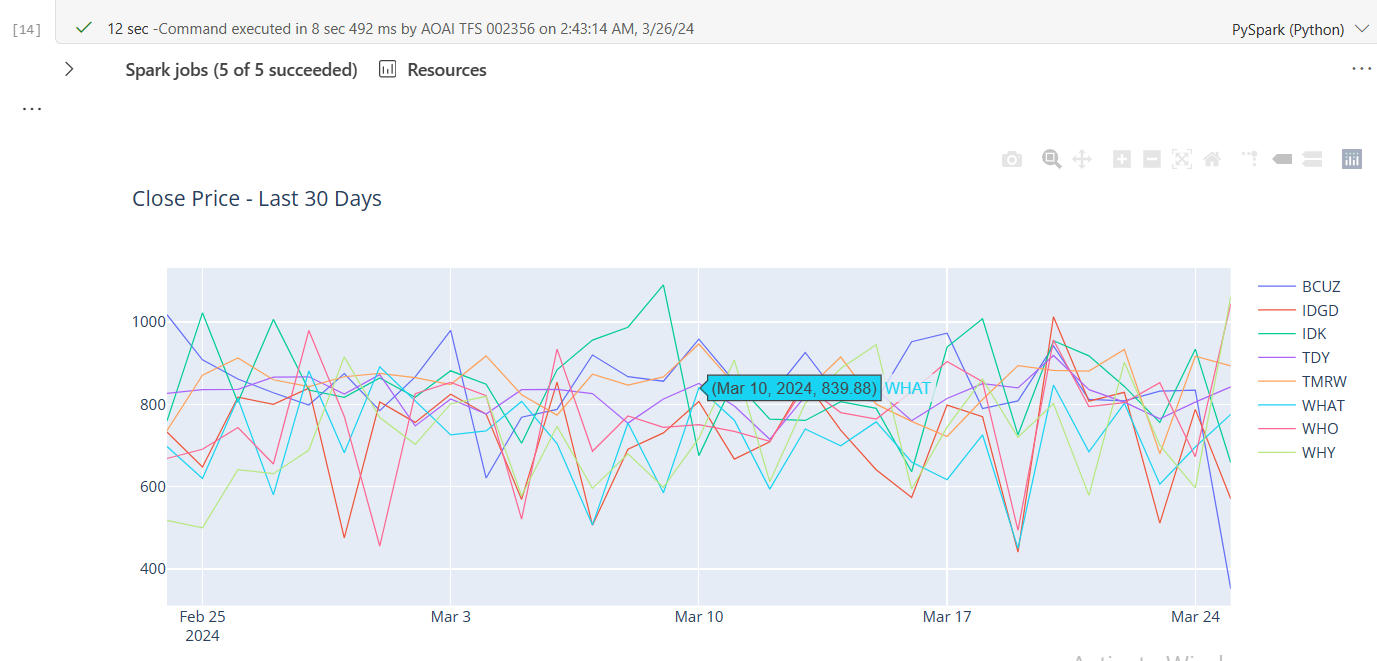 [14]
12 sec -Command executed in 8 sec 492 ms by AOAI TFS 002356 on 2:43:14 AM, 3/26/24
PySpark (Python)
Spark jobs (5 of 5 succeeded)
Resources
Close Price - Last 30 Days
1000
800
600
400
(Mar 10, 2024, 839.88) WHAT
Feb 25
2024
Mar 3
Mar 10
Mar 17
Mar 24
BCUZ
IDGD
IDK
TDY
TMRW
WHAT
WHO
WHY